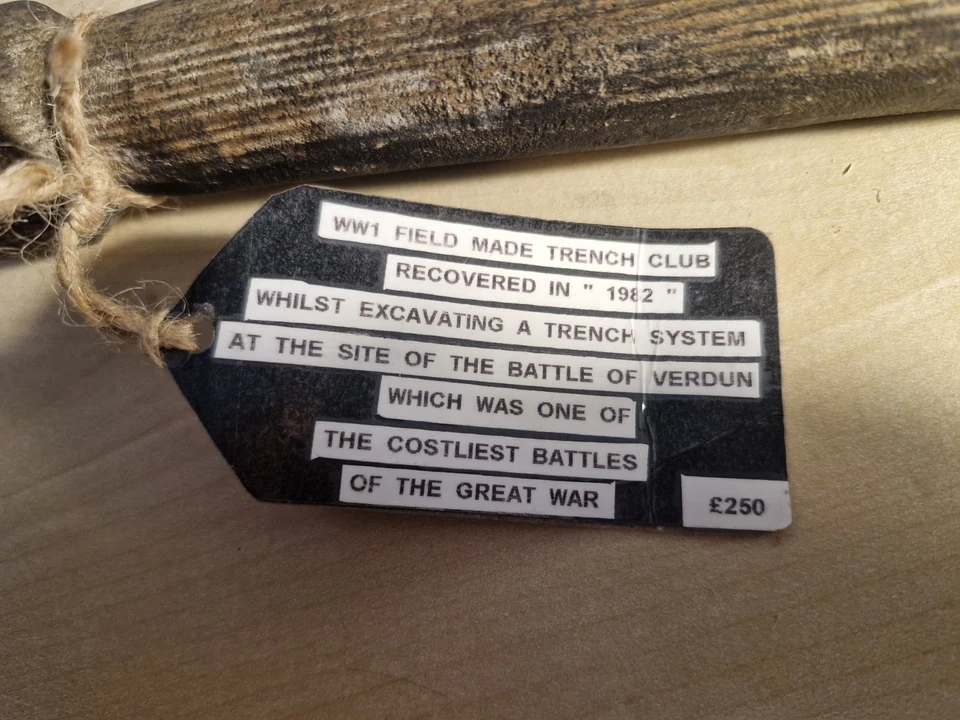 WW1 FIELD MADE TRENCH CLUB
RECOVERED IN " 1982 "
WHILST EXCAVATING A TRENCH SYSTEM
AT THE SITE OF THE BATTLE OF VERDUN
WHICH WAS ONE OF
THE COSTLIEST BATTLES
OF THE GREAT WAR
£250